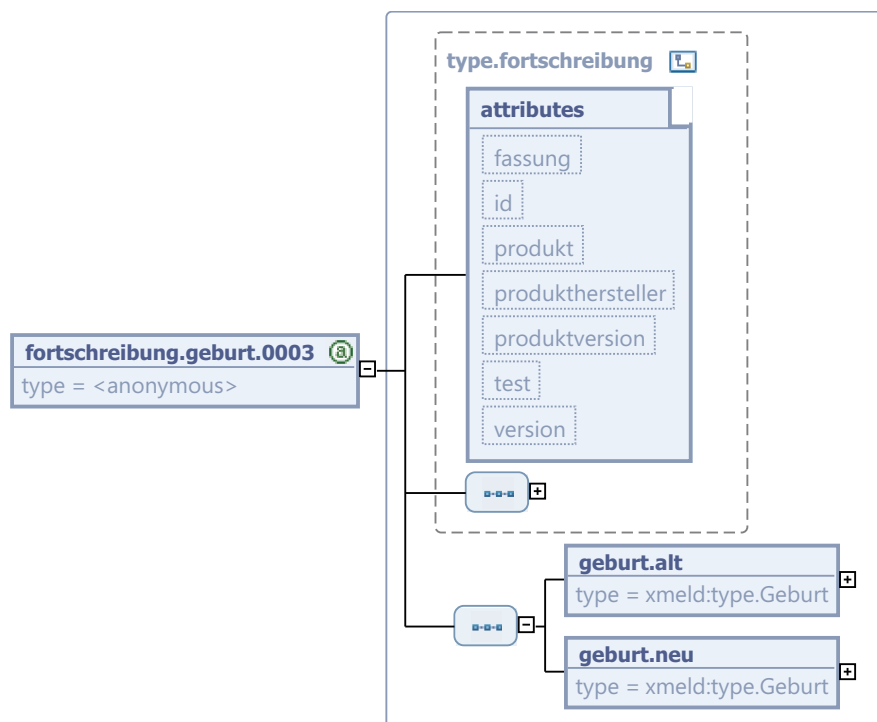 type.fortschreibung
attributes
fassung
id
produkt
produkthersteller
produktversion
test
version
fortschreibung.geburt.0003 @
type = <anonymous>
geburt.alt
type = xmeld:type.Geburt
geburt.neu
type = xmeld:type.Geburt